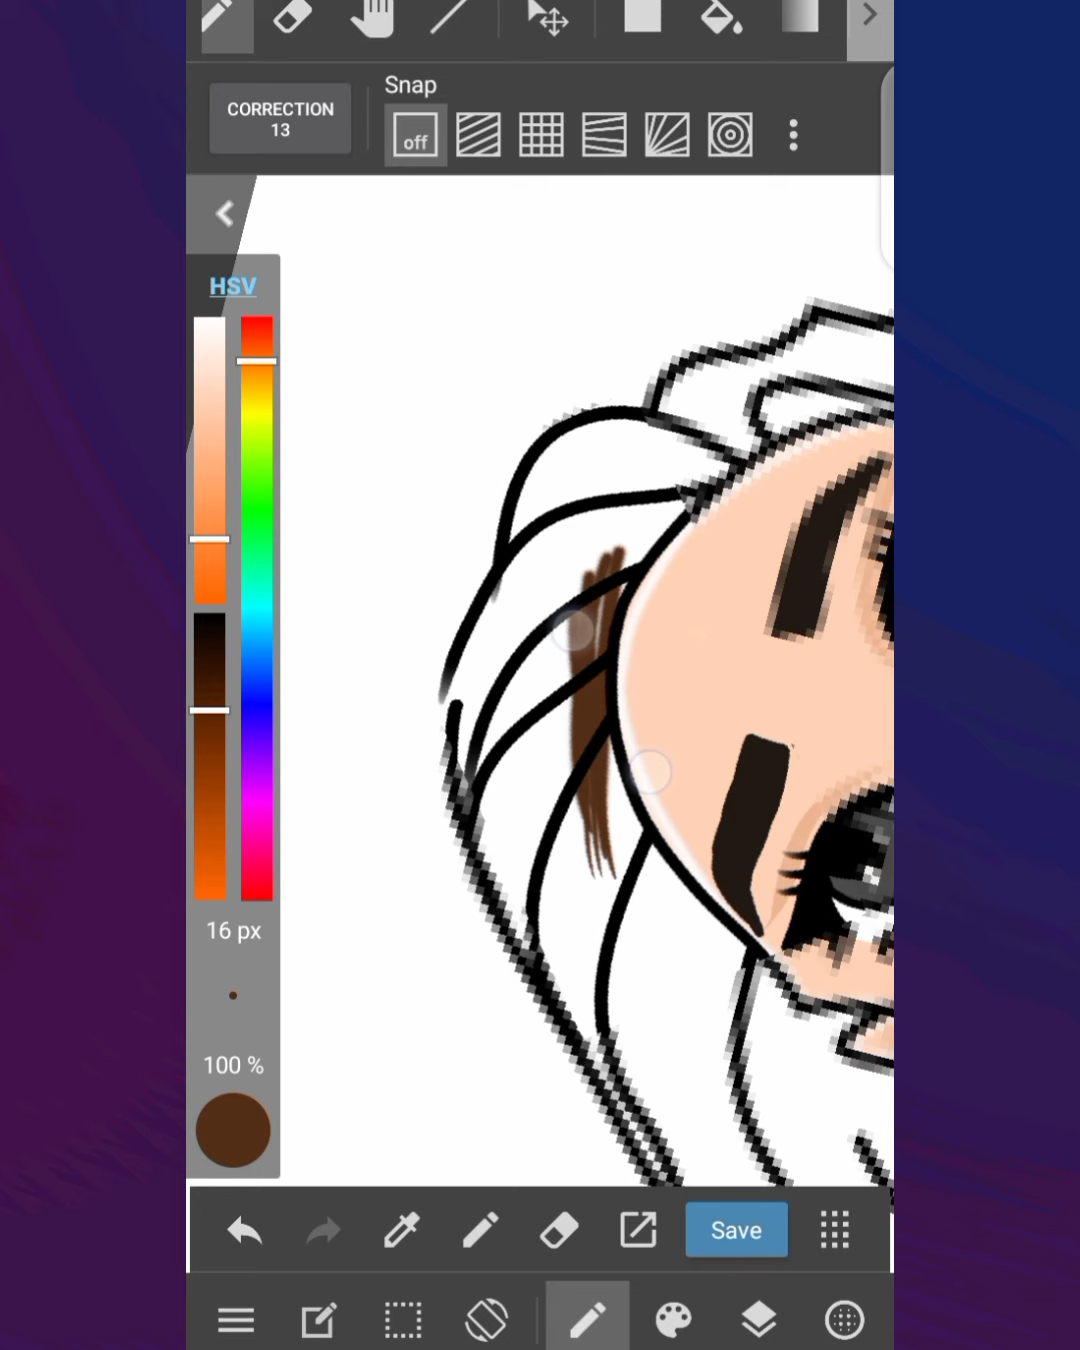 CORRECTION
13
Snap
off
HSV
16 px
100 %
Save